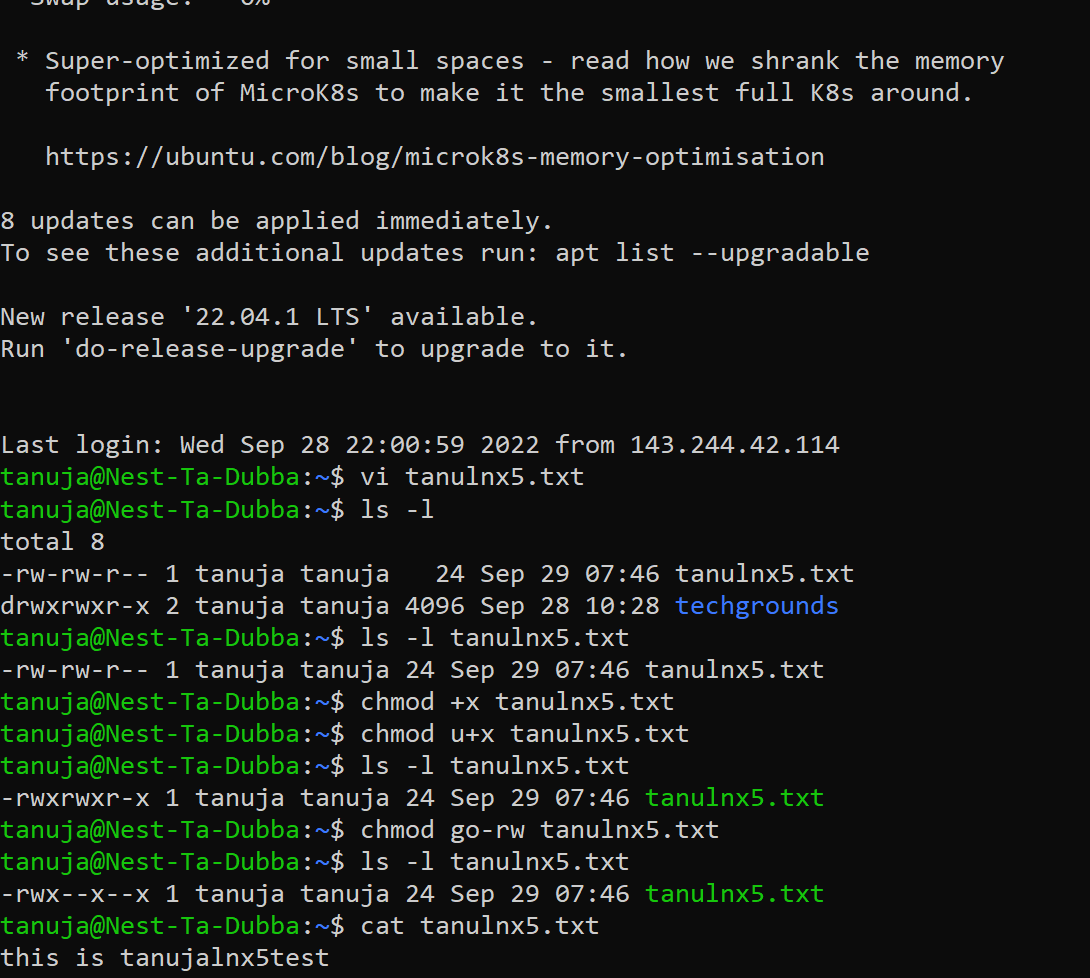 Swap usage: 0%
* Super-optimized for small spaces - read how we shrank the memory
footprint of MicroK8s to make it the smallest full K8s around.
https://ubuntu.com/blog/microk8s-memory-optimisation
8 updates can be applied immediately.
To see these additional updates run: apt list --upgradable
New release '22.04.1 LTS' available.
Run 'do-release-upgrade' to upgrade to it.
Last login: Wed Sep 28 22:00:59 2022 from 143.244.42.114
tanuja@Nest-Ta-Dubba:~$ vi tanulnx5.txt
tanuja@Nest-Ta-Dubba:~$ ls -l
total 8
-rw-rw-r-- 1 tanuja tanuja   24 Sep 29 07:46 tanulnx5.txt
drwxrwxr-x 2 tanuja tanuja 4096 Sep 28 10:28 techgrounds
tanuja@Nest-Ta-Dubba:~$ ls -l tanulnx5.txt
-rw-rw-r-- 1 tanuja tanuja 24 Sep 29 07:46 tanulnx5.txt
tanuja@Nest-Ta-Dubba:~$ chmod +x tanulnx5.txt
tanuja@Nest-Ta-Dubba:~$ chmod u+x tanulnx5.txt
tanuja@Nest-Ta-Dubba:~$ ls -l tanulnx5.txt
-rwxrwxr-x 1 tanuja tanuja 24 Sep 29 07:46 tanulnx5.txt
tanuja@Nest-Ta-Dubba:~$ chmod go-rw tanulnx5.txt
tanuja@Nest-Ta-Dubba:~$ ls -l tanulnx5.txt
-rwx--x--x 1 tanuja tanuja 24 Sep 29 07:46 tanulnx5.txt
tanuja@Nest-Ta-Dubba:~$ cat tanulnx5.txt
this is tanujalnx5test